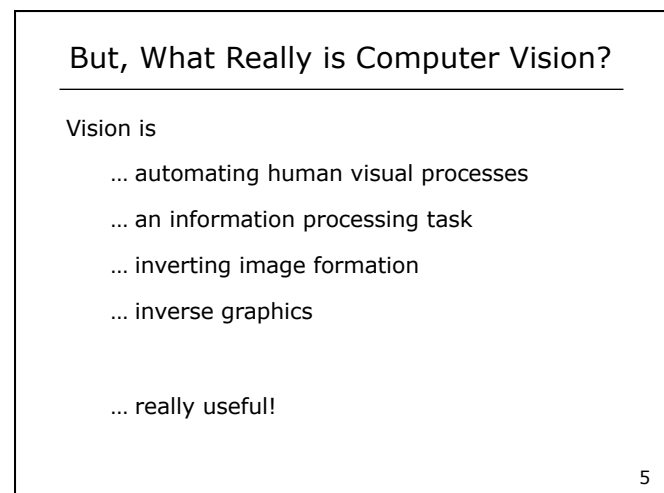 But, What Really is Computer Vision?
Vision is
… automating human visual processes
… an information processing task
… inverting image formation
… inverse graphics
… really useful!
5